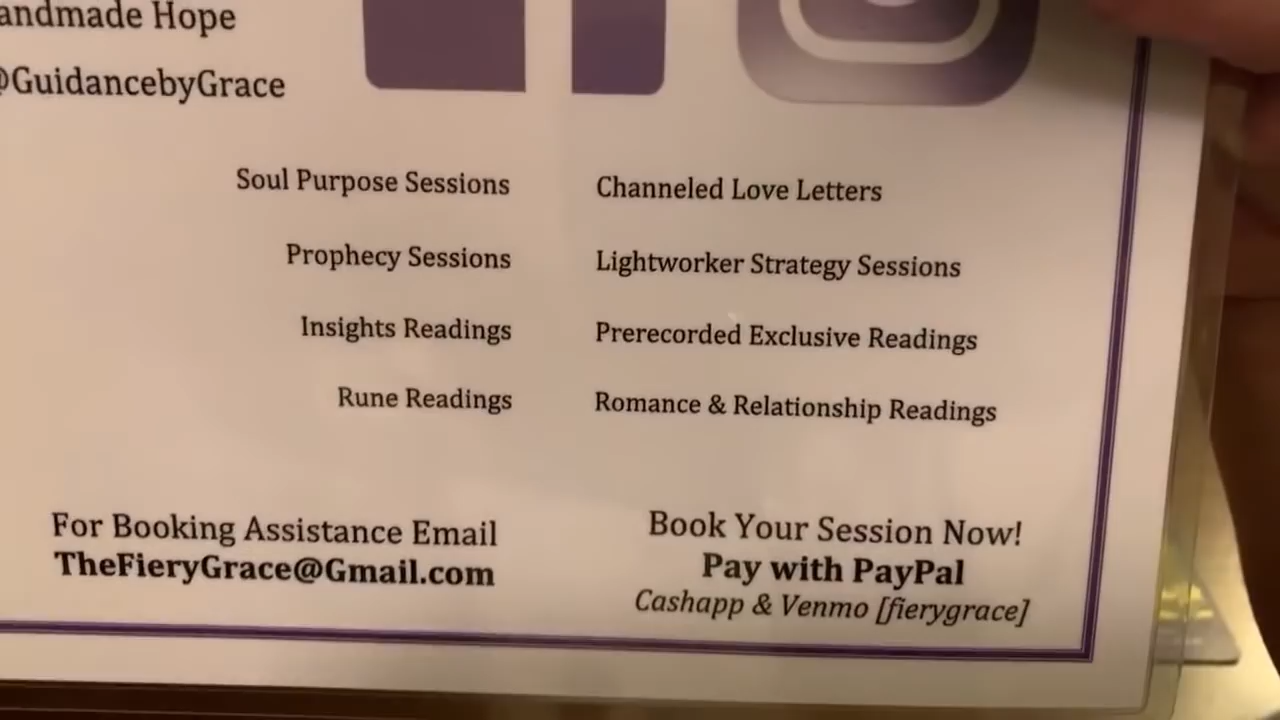 Hope
@GuidancebyGrace
Soul Purpose Sessions
Channeled Love Letters
Prophecy Sessions
Lightworker Strategy Sessions
Insights Readings
Prerecorded Exclusive Readings
Rune Readings
Romance & Relationship Readings
For Booking Assistance Email
TheFieryGrace@Gmail.com
Book Your Session Now!
Pay with PayPal
Cashapp & Venmo [fierygrace]